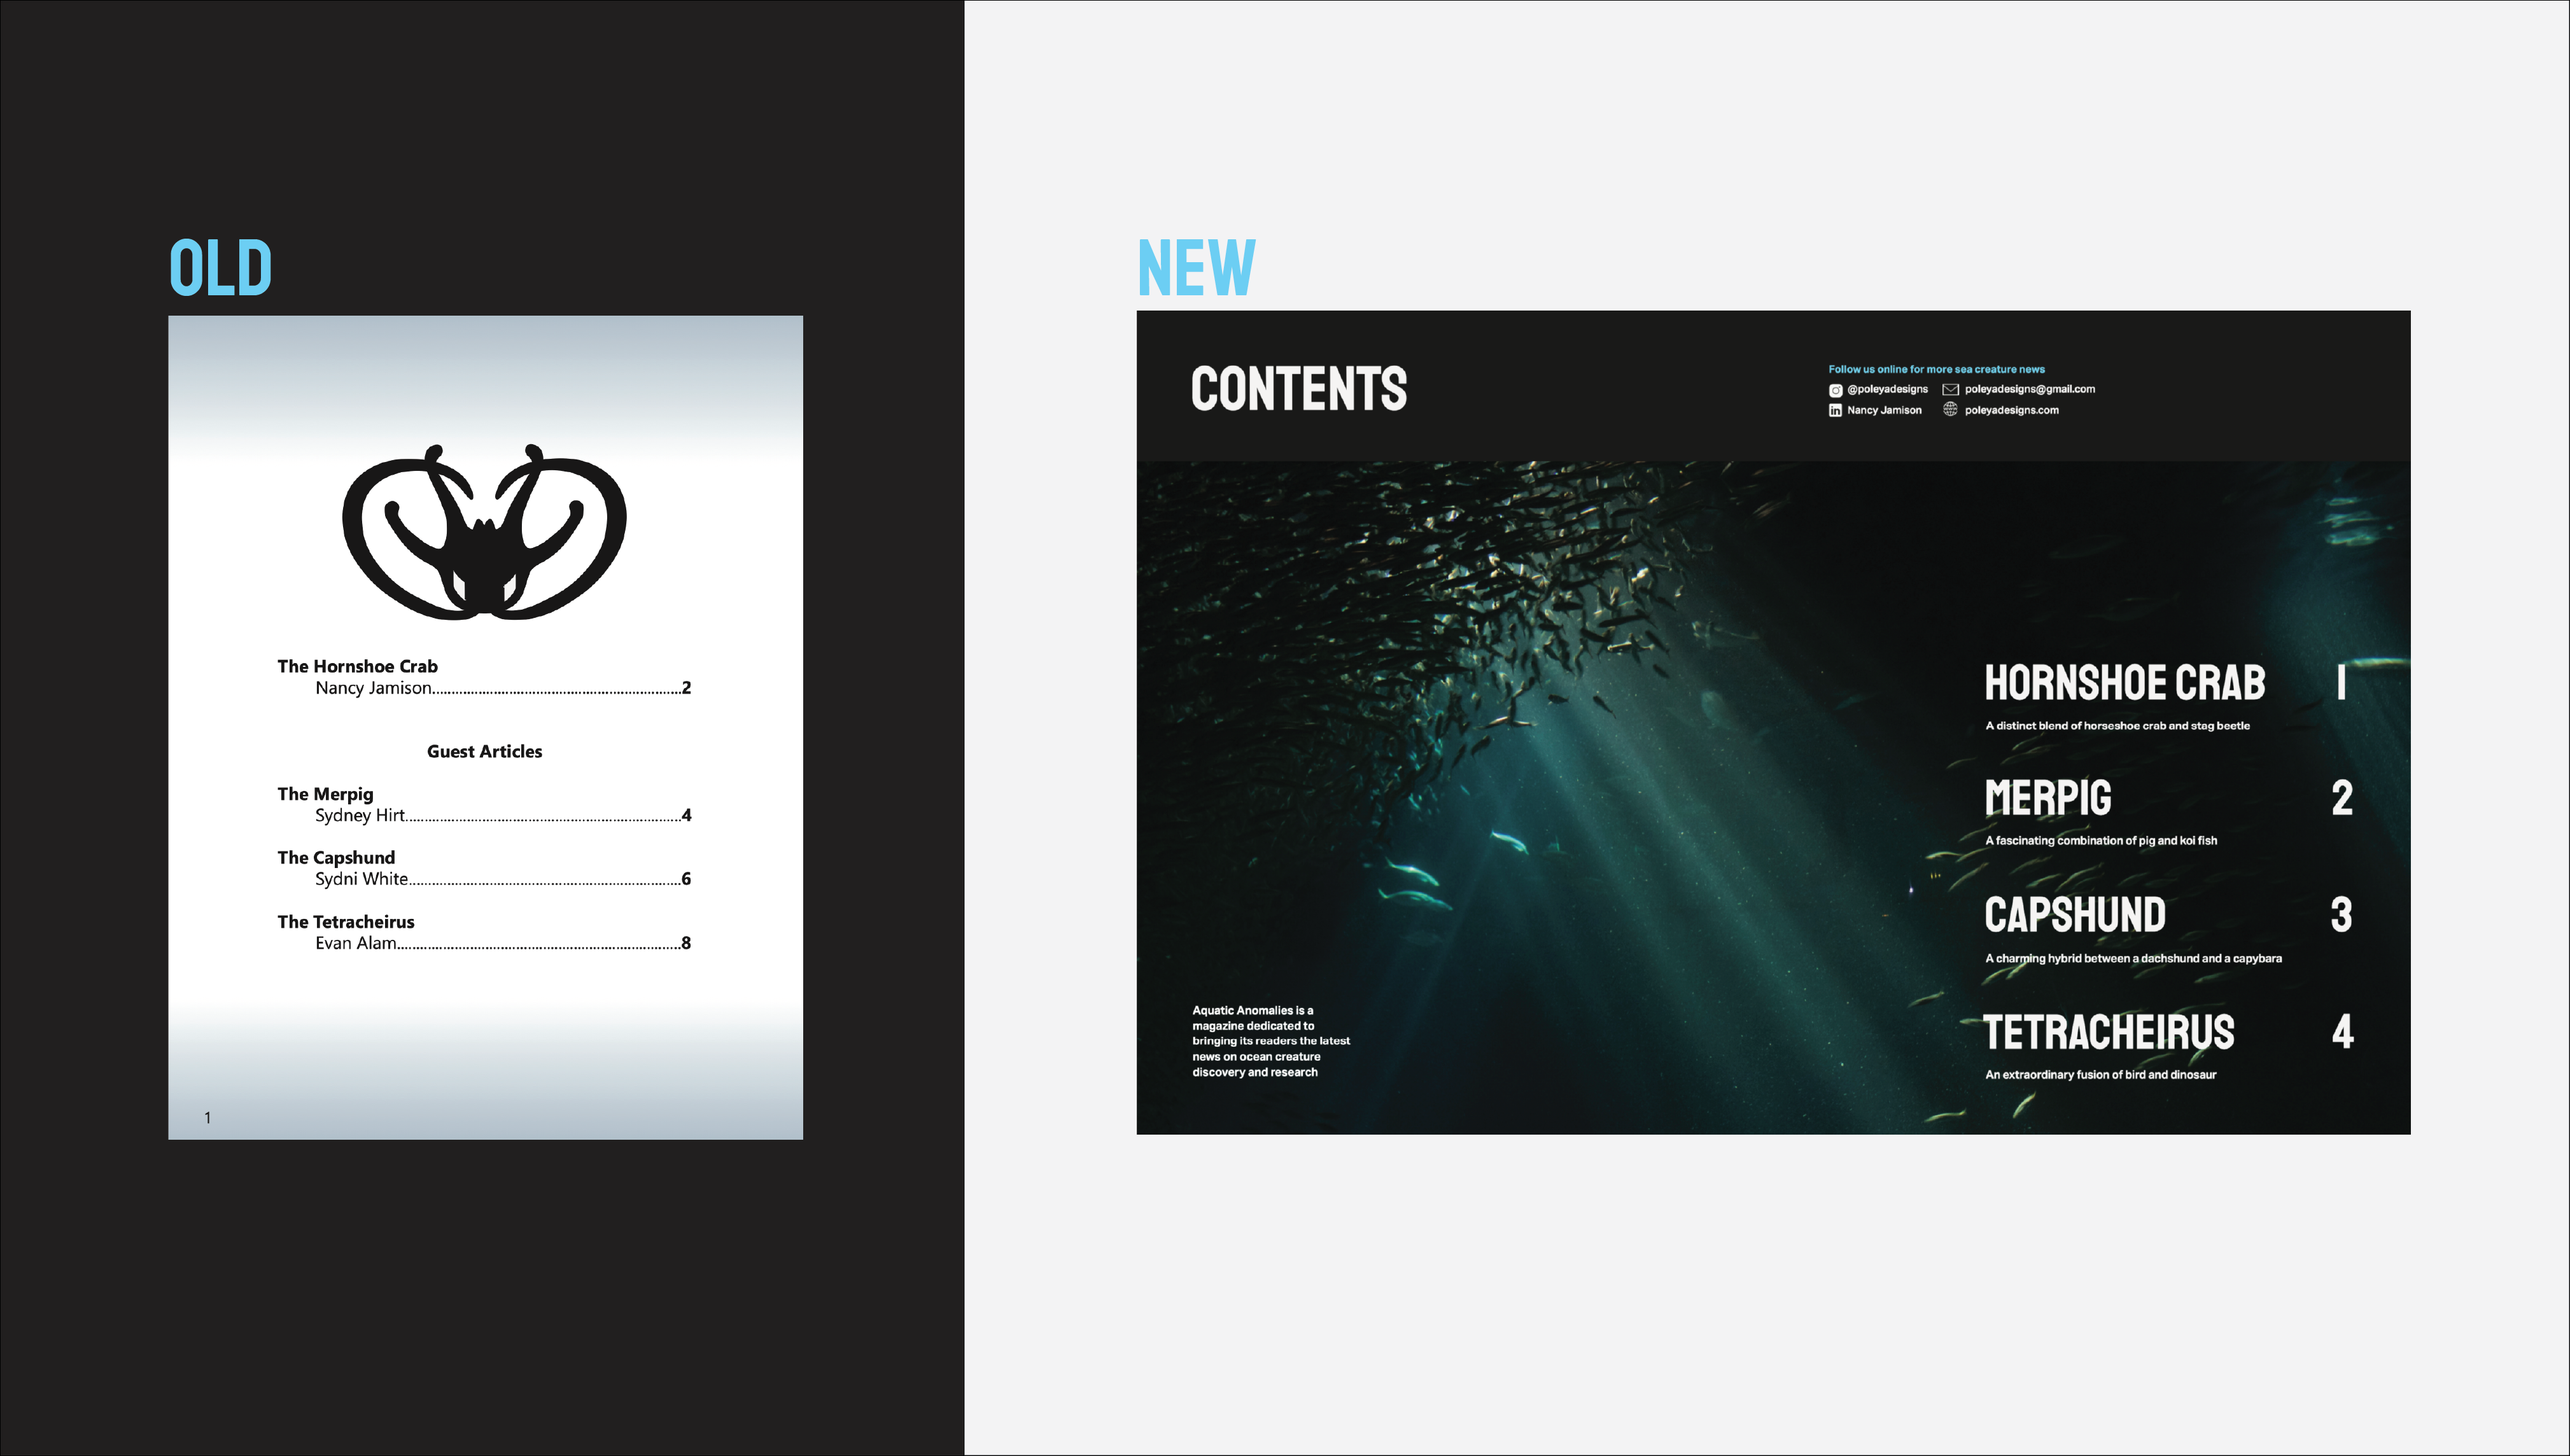 OLD
The Hornshoe Crab
Nancy Jamison........................................2
Guest Articles
The Merpig
Sydney Hirt........................................4
The Capshund
Sydni White........................................6
The Tetracheirus
Evan Alam........................................8
1
NEW
CONTENTS
Follow us online for more sea creature news
@poleyadesigns poleyadesigns@gmail.com
Nancy Jamison poleyadesigns.com
HORNSHOE CRAB 1
A distinct blend of horseshoe crab and stag beetle
MERPIG 2
A fascinating combination of pig and koi fish
CAPSHUND 3
A charming hybrid between a dachshund and a capybara
TETRACHEIRUS 4
An extraordinary fusion of bird and dinosaur
Aquatic Anomalies is a
magazine dedicated to
bringing its readers the latest
news on ocean creature
discovery and research